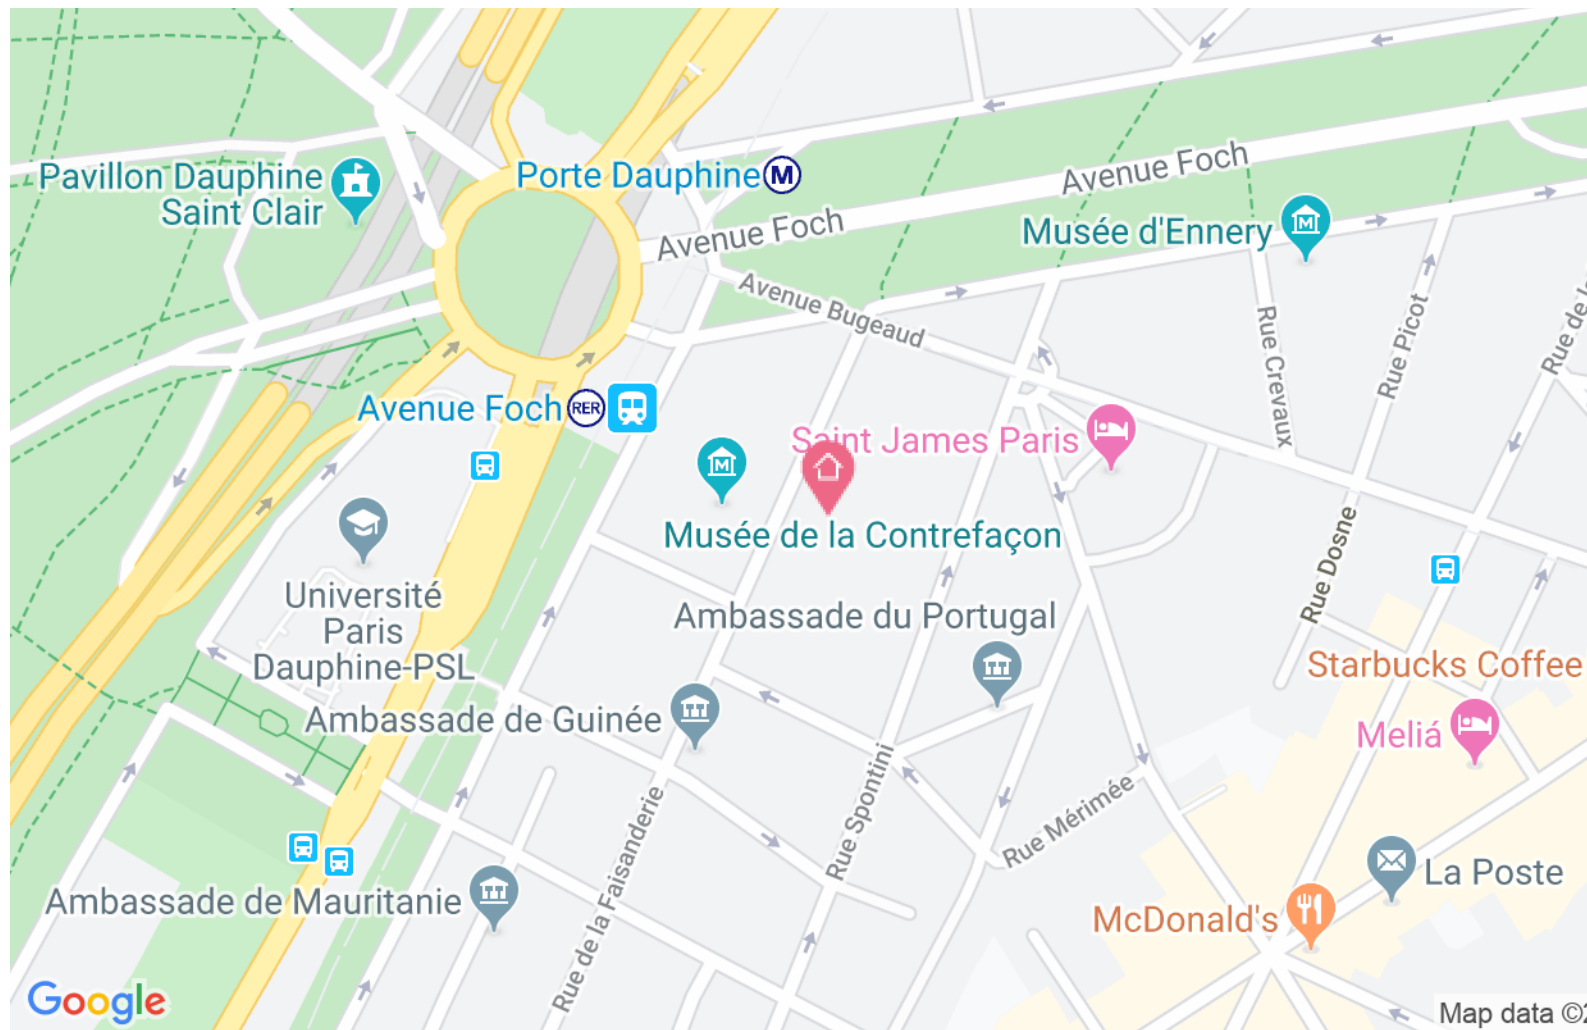 Pavillon Dauphine
Saint Clair
Porte Dauphine
M
Avenue Foch
Avenue Foch
Musée d'Ennery
M
Avenue Bugeaud
Rue Crevaux
Rue Picot
Rue de
Avenue Foch
RER
M
Saint James Paris
Musée de la Contrefaçon
Rue Dosne
Université
Paris
Dauphine-PSL
Ambassade du Portugal
Starbucks Coffee
Ambassade de Guinée
Meliá
Rue Spontini
Rue Mérimée
Rue de la Faisanderie
La Poste
Ambassade de Mauritanie
McDonald's
Google
Map data ©